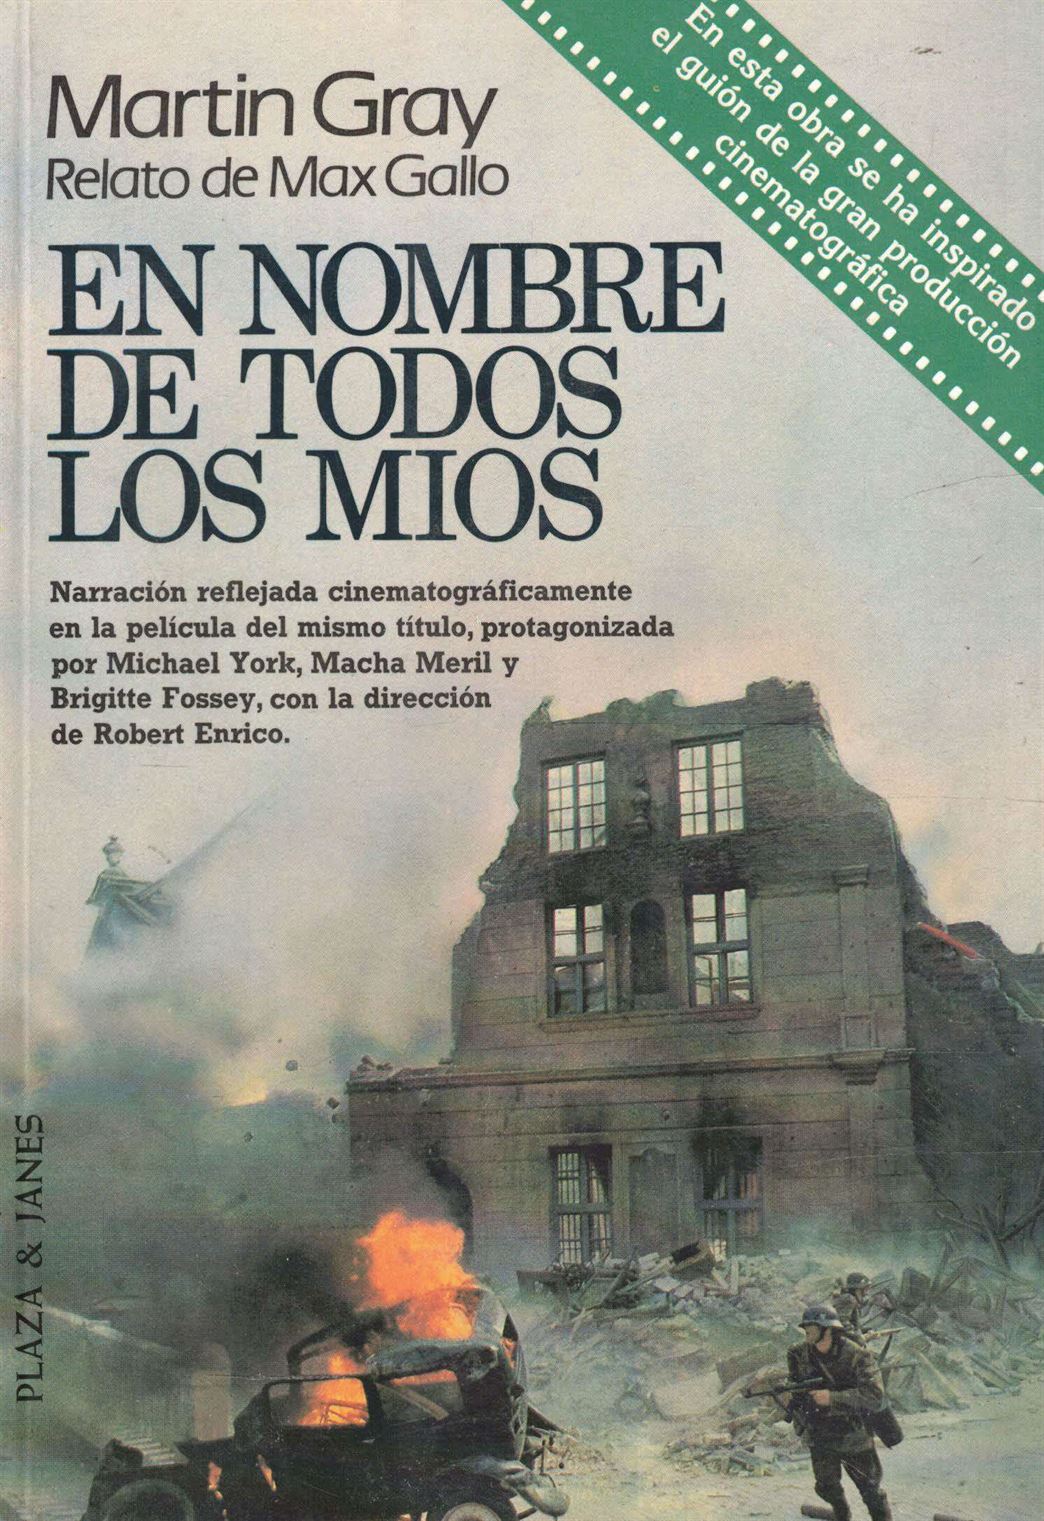 Martin Gray
Relato de Max Gallo
En esta obra se ha inspirado
el guión de la gran producción
cinematográfica
EN NOMBRE
DE TODOS
LOS MIOS
Narración reflejada cinematográficamente
en la película del mismo título, protagonizada
por Michael York, Macha Meril y
Brigitte Fossey, con la dirección
de Robert Enrico.
PLAZA & JANES